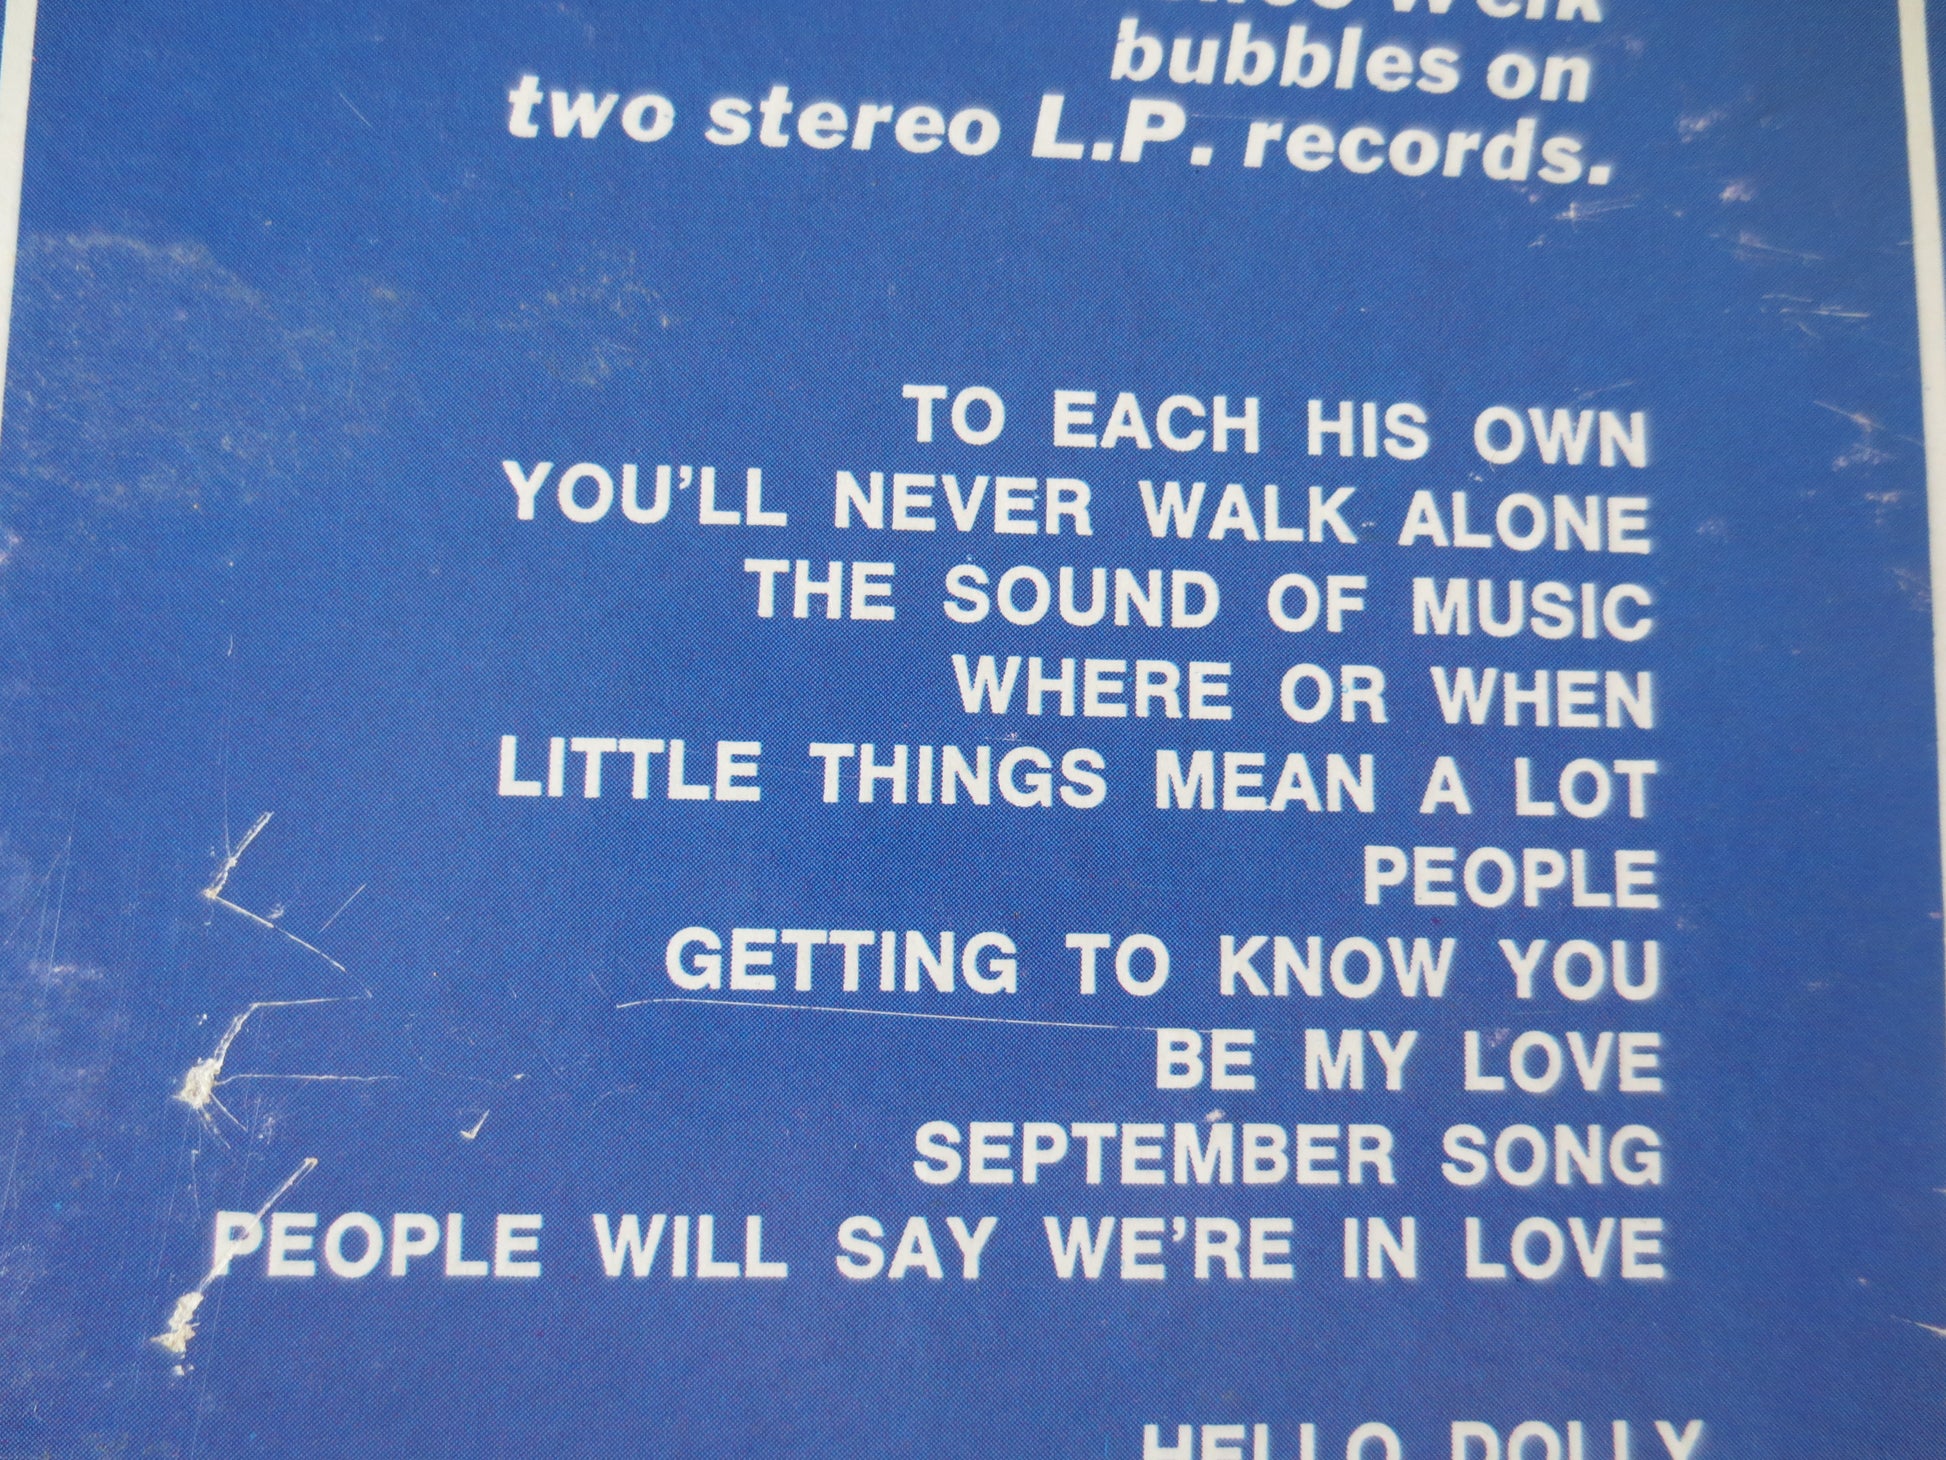 bubbles on
two stereo L.P. records.
TO EACH HIS OWN
YOU'LL NEVER WALK ALONE
THE SOUND OF MUSIC
WHERE OR WHEN
LITTLE THINGS MEAN A LOT
PEOPLE
GETTING TO KNOW YOU
BE MY LOVE
SEPTEMBER SONG
PEOPLE WILL SAY WE'RE IN LOVE
HELLO DOLLY